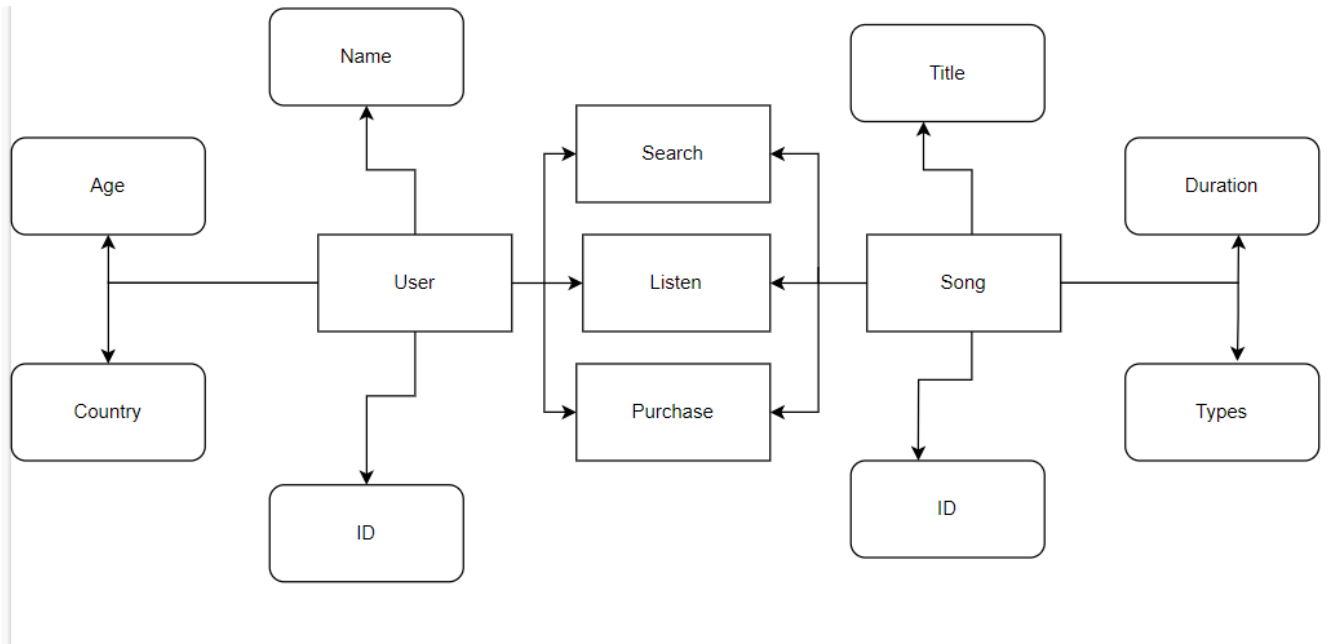 Name
Title
Search
Age
Duration
User
Listen
Song
Country
Purchase
Types
ID
ID